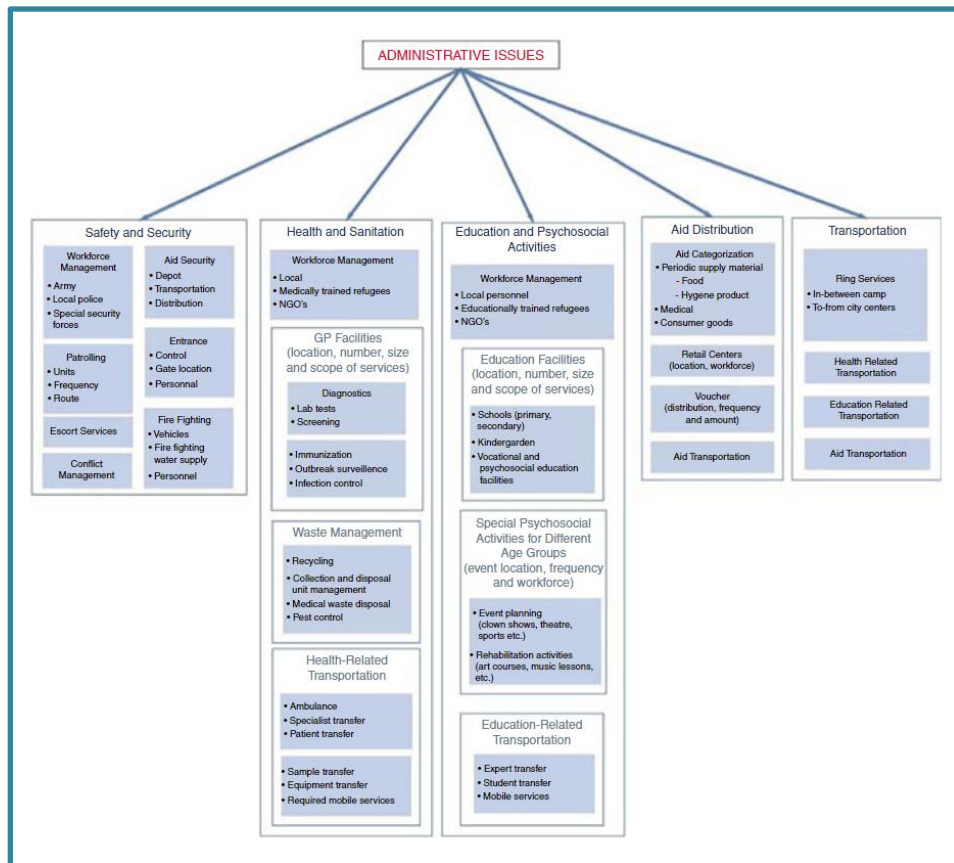 ADMINISTRATIVE ISSUES
Safety and Security
Workforce
Management
• Army
• Local police
• Special security
forces
Patrolling
• Units
• Frequency
• Route
Escort Services
Conflict
Management
Aid Security
• Depot
• Transportation
• Distribution
Entrance
• Control
• Gate location
• Personnal
Fire Fighting
• Vehicles
• Fire fighting
water supply
• Personnel
Health and Sanitation
Workforce Management
• Local
• Medically trained refugees
• NGO's
GP Facilities
(location, number, size
and scope of services)
Diagnostics
• Lab tests
• Screening
• Immunization
• Outbreak surveillence
• Infection control
Waste Management
• Recycling
• Collection and disposal
unit management
• Medical waste disposal
• Pest control
Health-Related
Transportation
• Ambulance
• Specialist transfer
• Patient transfer
• Sample transfer
• Equipment transfer
• Required mobile services
Education and Psychosocial
Activities
Workforce Management
• Local personnel
• Educationally trained refugees
• NGO's
Education Facilities
(location, number, size
and scope of services)
• Schools (primary,
secondary)
• Kindergarden
• Vocational and
psychosocial education
facilities
Special Psychosocial
Activities for Different
Age Groups
(event location, frequency
and workforce)
• Event planning
(clown shows, theatre,
sports etc.)
• Rehabilitation activities
(art courses, music lessons,
etc.)
Education-Related
Transportation
• Expert transfer
• Student transfer
• Mobile services
Aid Distribution
Aid Categorization
• Periodic supply material
- Food
- Hygene product
• Medical
• Consumer goods
Retail Centers
(location, workforce)
Voucher
(distribution, frequency
and amount)
Aid Transportation
Transportation
Ring Services
• In-between camp
• To-from city centers
Health Related
Transportation
Education Related
Transportation
Aid Transportation